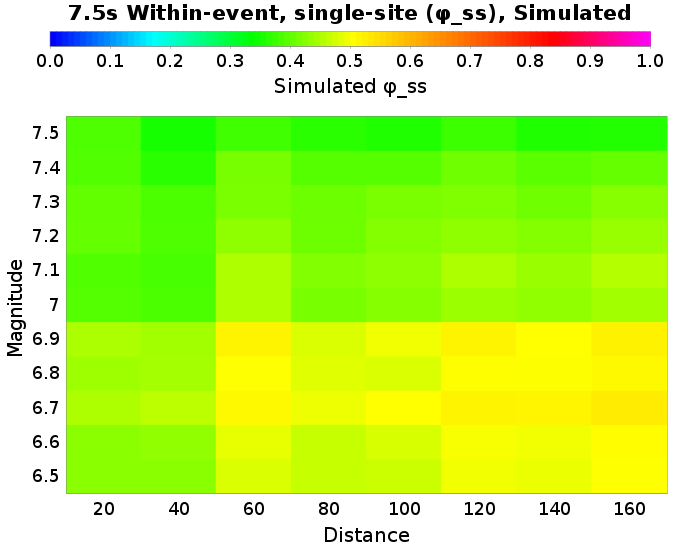 7.5s Within-event, single-site (φ_ss), Simulated
0.0 0.1 0.2 0.3 0.4 0.5 0.6 0.7 0.8 0.9 1.0
Simulated φ_ss
Magnitude
7.5
7.4
7.3
7.2
7.1
7
6.9
6.8
6.7
6.6
6.5
20 40 60 80 100 120 140 160
Distance